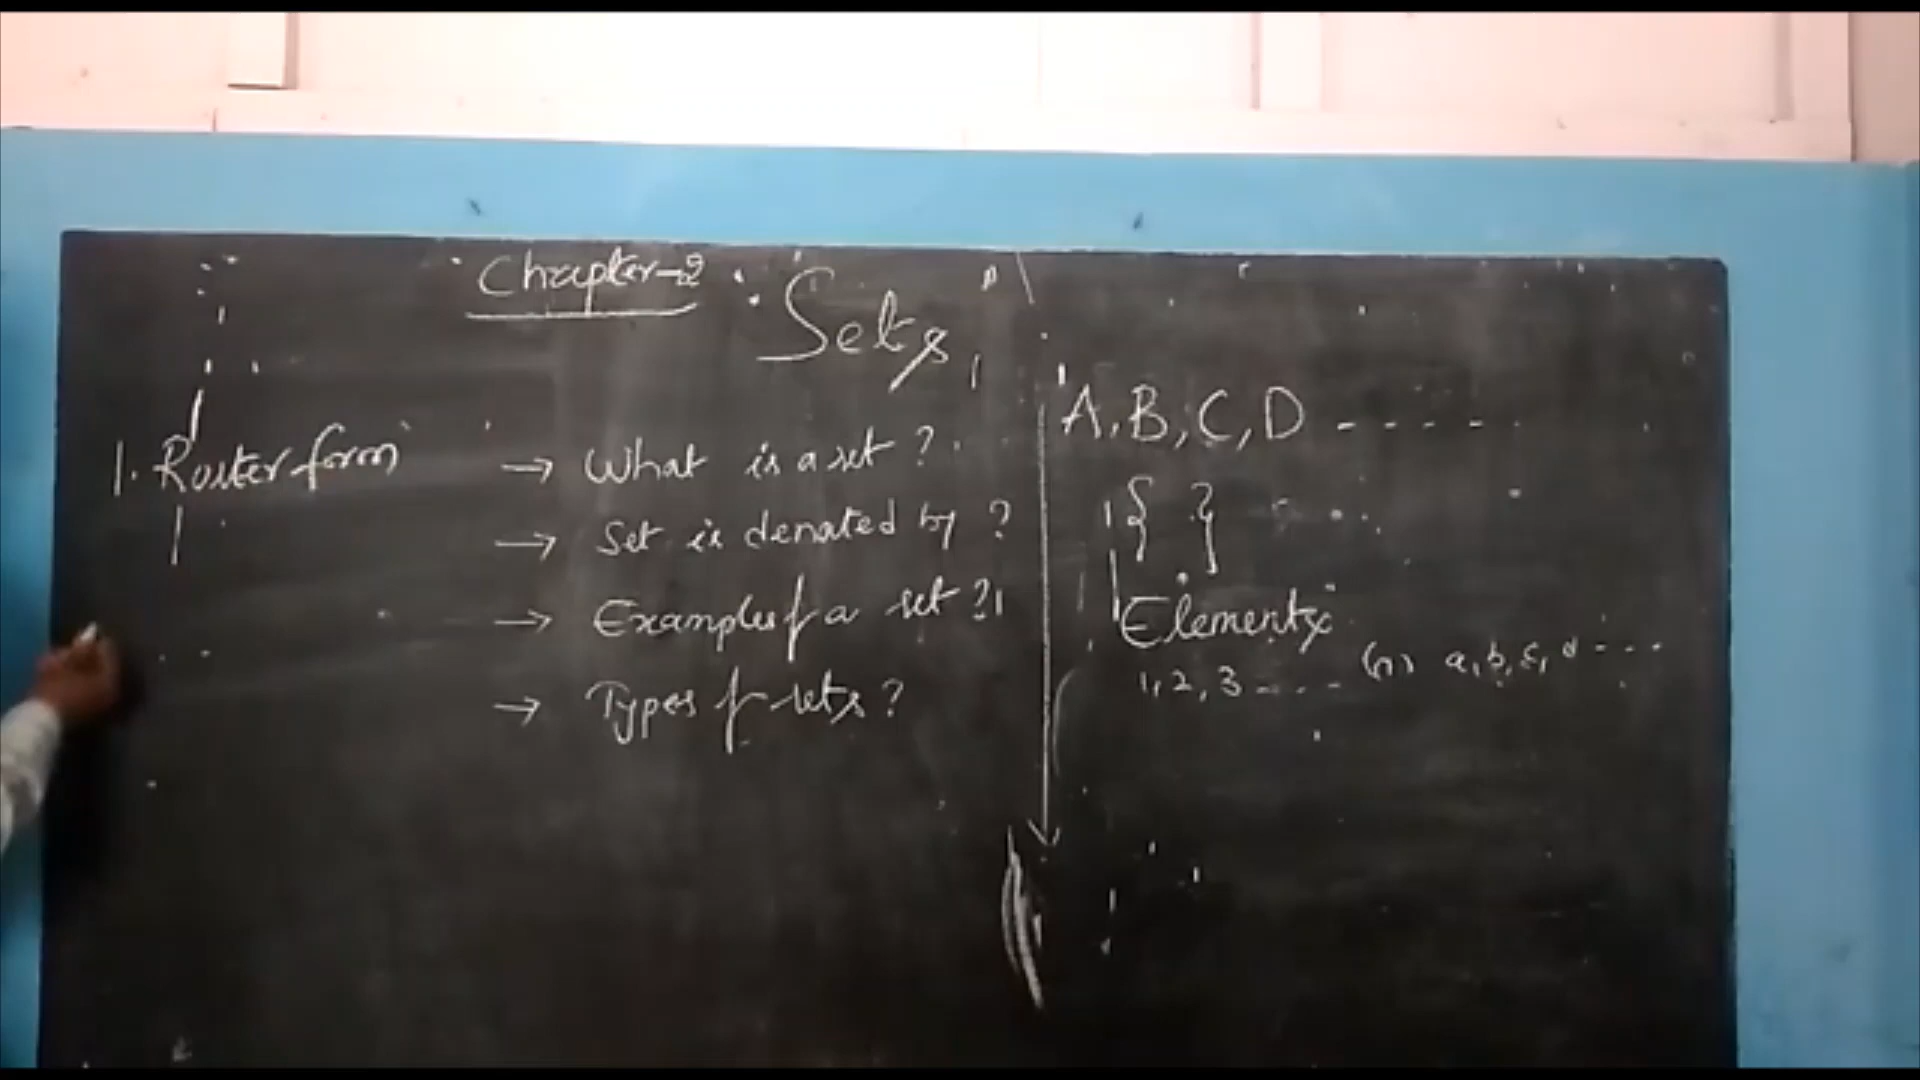 Chapter-2
Sets
1. Roster form
→ What is a set ?
→ Set is denoted by ?
→ Examples of a set ?
→ Types of sets ?
A, B, C, D - - - - -
{ }
Elements
1, 2, 3 - - - - (or) a, b, c, d - - -